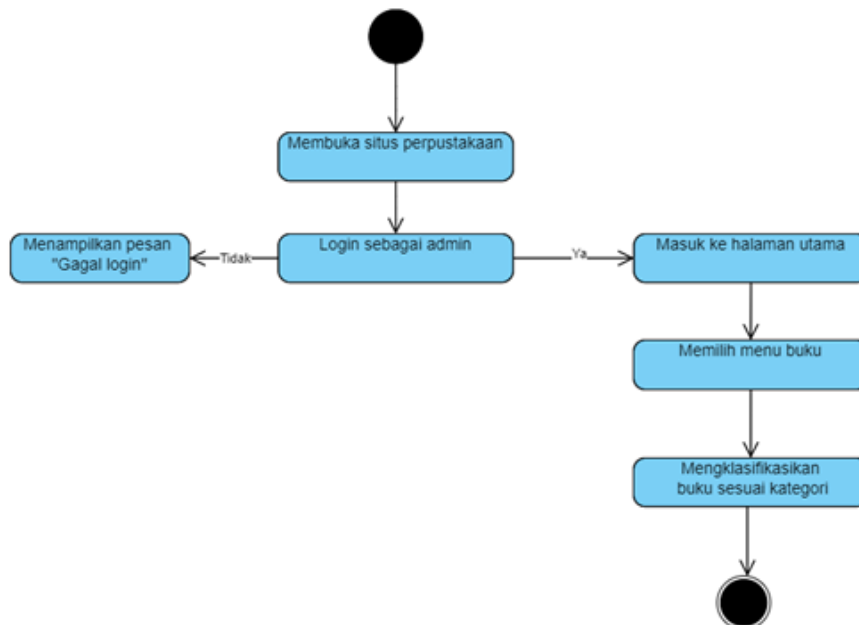 Membuka situs perpustakaan
Menampilkan pesan
"Gagal login"
Tidak
Login sebagai admin
Ya
Masuk ke halaman utama
Memilih menu buku
Mengklasifikasikan
buku sesuai kategori